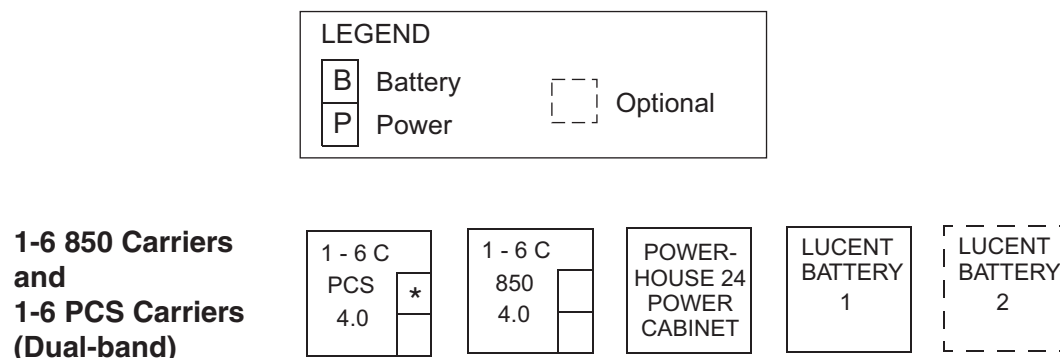 LEGEND
B Battery
P Power
Optional
1-6 850 Carriers
and
1-6 PCS Carriers
(Dual-band)
1 - 6 C
PCS
4.0
*
1 - 6 C
850
4.0
POWER-
HOUSE 24
POWER
CABINET
LUCENT
BATTERY
1
LUCENT
BATTERY
2